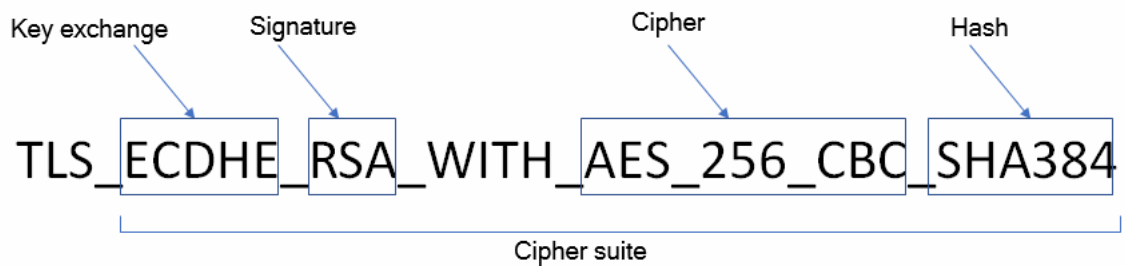 Key exchange Signature Cipher Hash
TLS_ECDHE_RSA_WITH_AES_256_CBC_SHA384
Cipher suite